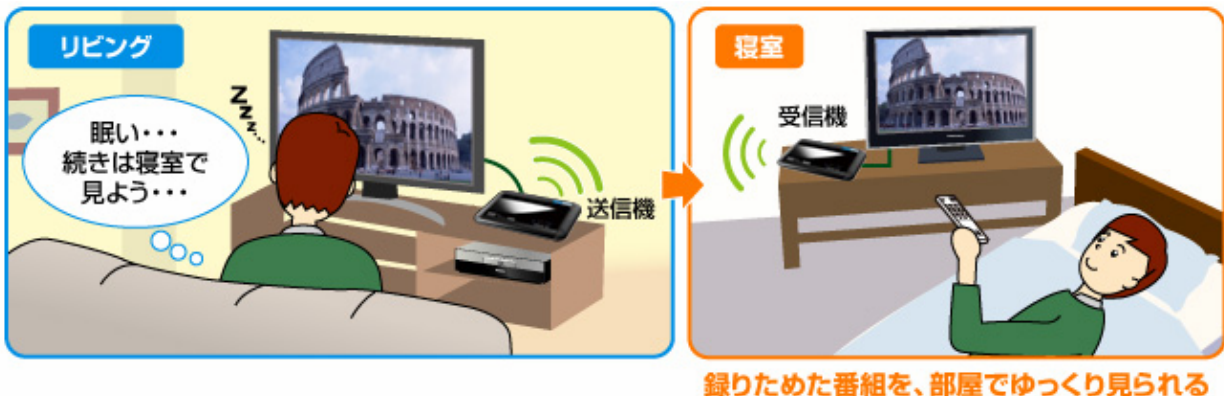 リビング
眠い・・・
続きは寝室で
見よう・・・
Zzz...
送信機
寝室
受信機
録りためた番組を、部屋でゆっくり見られる